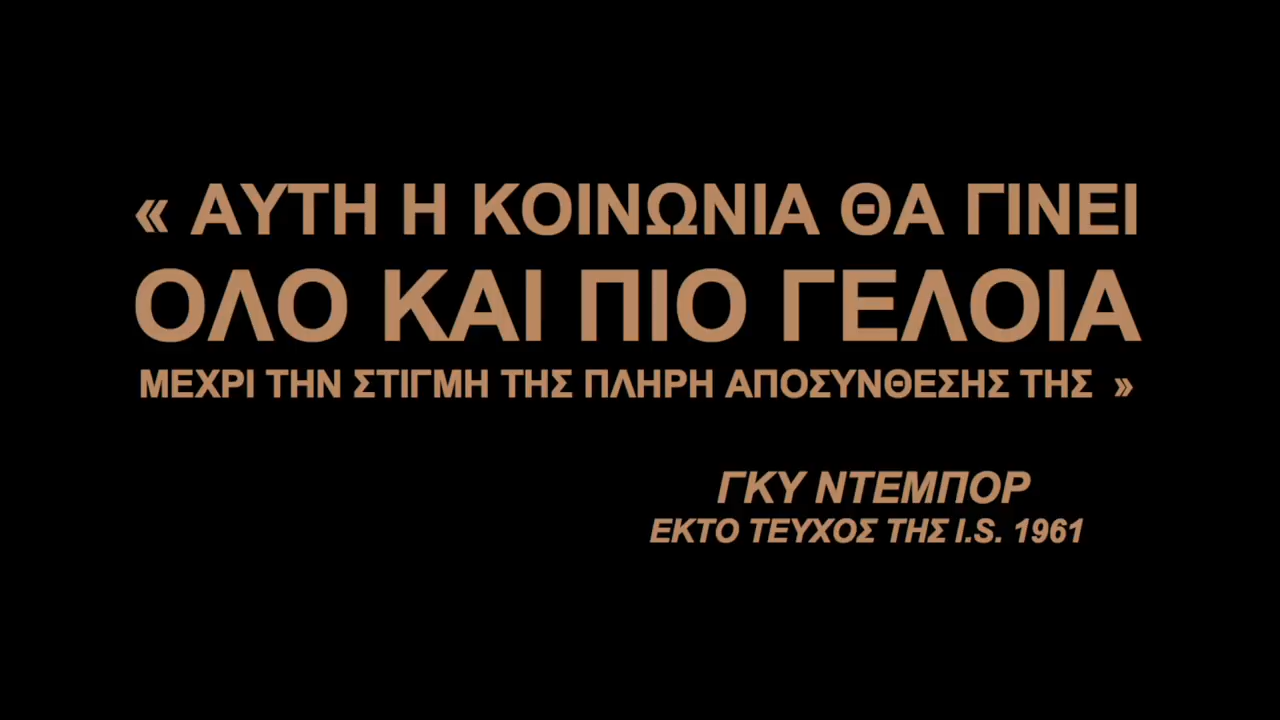 « ΑΥΤΗ Η ΚΟΙΝΩΝΙΑ ΘΑ ΓΙΝΕΙ
ΟΛΟ ΚΑΙ ΠΙΟ ΓΕΛΟΙΑ
ΜΕΧΡΙ ΤΗΝ ΣΤΙΓΜΗ ΤΗΣ ΠΛΗΡΗ ΑΠΟΣΥΝΘΕΣΗΣ ΤΗΣ »
ΓΚΥ ΝΤΕΜΠΟΡ
ΕΚΤΟ ΤΕΥΧΟΣ ΤΗΣ I.S. 1961